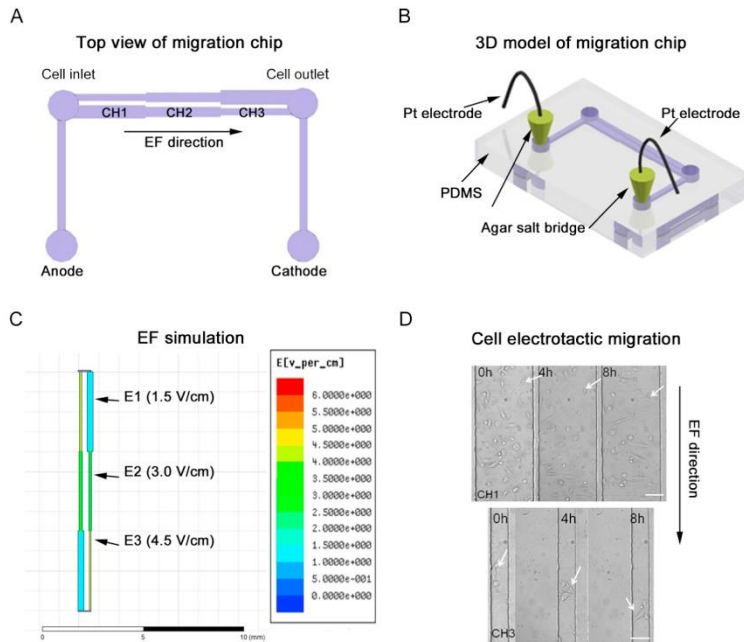 A
Top view of migration chip
Cell inlet
Cell outlet
CH1
CH2
CH3
EF direction
Anode
Cathode
B
3D model of migration chip
Pt electrode
Pt electrode
PDMS
Agar salt bridge
C
EF simulation
E1 (1.5 V/cm)
E2 (3.0 V/cm)
E3 (4.5 V/cm)
0
5
10 (mm)
E[v_per_cm]
6.0000e+000
5.5000e+000
5.0000e+000
4.5000e+000
4.0000e+000
3.5000e+000
3.0000e+000
2.5000e+000
2.0000e+000
1.5000e+000
1.0000e+000
5.0000e-001
0.0000e+000
D
Cell electrotactic migration
0h
4h
8h
CH1
0h
4h
8h
CH3
EF direction